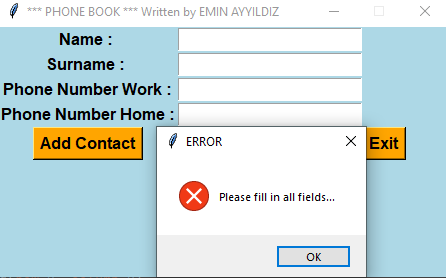 *** PHONE BOOK *** Written by EMIN AYYILDIZ
Name :
Surname :
Phone Number Work :
Phone Number Home :
Add Contact
Exit
ERROR
Please fill in all fields...
OK